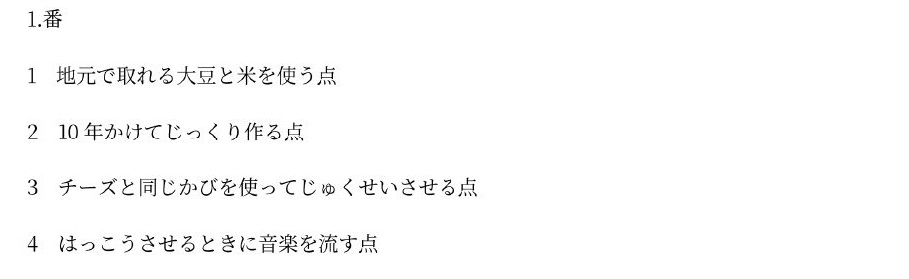 1.番
1　地元で取れる大豆と米を使う点
2　10 年かけてじっくり作る点
3　チーズと同じかびを使ってじゅくせいさせる点
4　はっこうさせるときに音楽を流す点